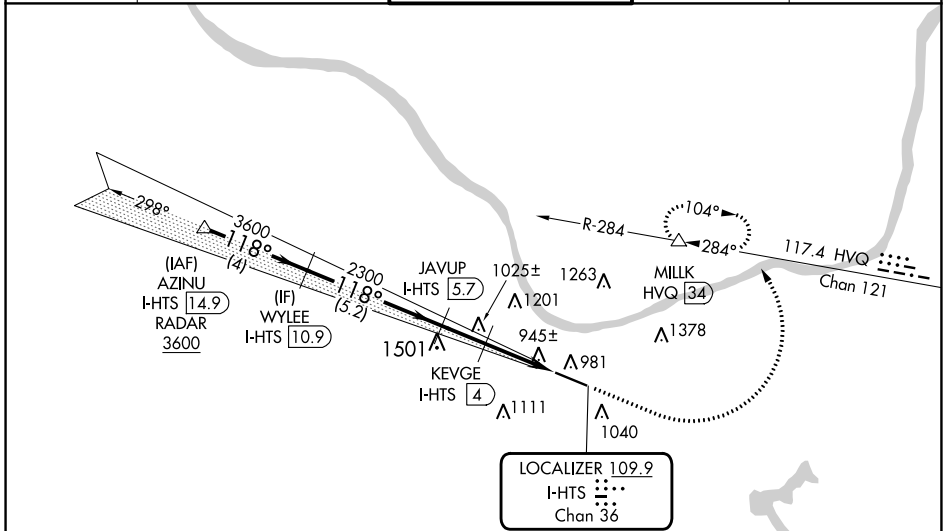 298°
3600
118°
(4)
(IAF)
AZINU
I-HTS 14.9
RADAR
3600
(IF)
WYLEE
I-HTS 10.9
2300
118°
(5.2)
JAVUP
I-HTS 5.7
1025±
1201
1263
1501
945±
981
KEVGE
I-HTS 4
1111
1040
R-284
104°
284°
MILLK
HVQ 34
1378
117.4 HVQ
Chan 121
LOCALIZER 109.9
I-HTS
Chan 36